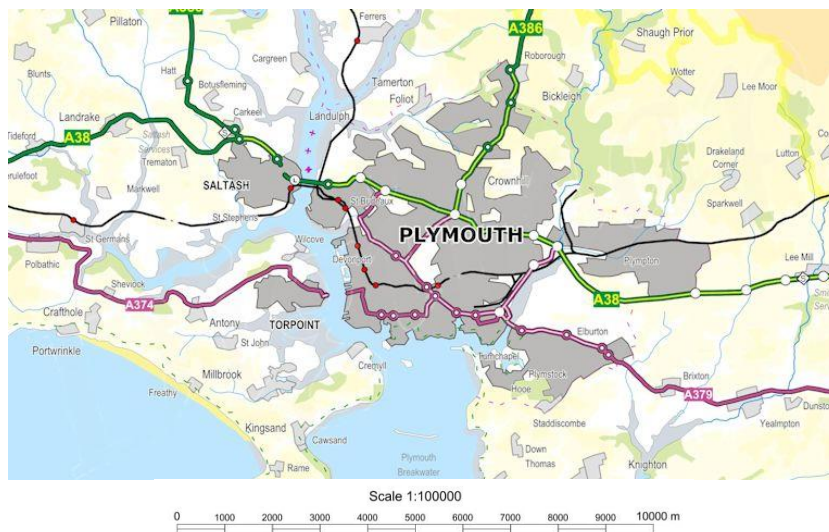 Pillaton
Ferrers
A386
Shaugh Prior
Cargreen
Roborough
Hatt
Blunts
Botusfleming
Tamerton
Foliot
Bickleigh
Wotter
Lee Moor
Landrake
Carkeel
Landulph
Tideford
A38
Saltash
Services
Trematon
Drakeland
Corner
Lutton
Markwell
SALTASH
St Budeaux
Crownhill
Sparkwell
St Stephens
PLYMOUTH
St Germans
Wilcove
Polbathic
Devonport
Plympton
Lee Mill
Sheviock
A374
A38
Crafthole
Antony
TORPOINT
Elburton
Portwrinkle
St John
Turnchapel
Millbrook
Cremyll
Plymstock
Brixton
Freathy
Hooe
A379
Yealmpton
Kingsand
Staddiscombe
Cawsand
Down
Thomas
Plymouth
Breakwater
Knighton
Rame
Scale 1:100000
0 1000 2000 3000 4000 5000 6000 7000 8000 9000 10000 m